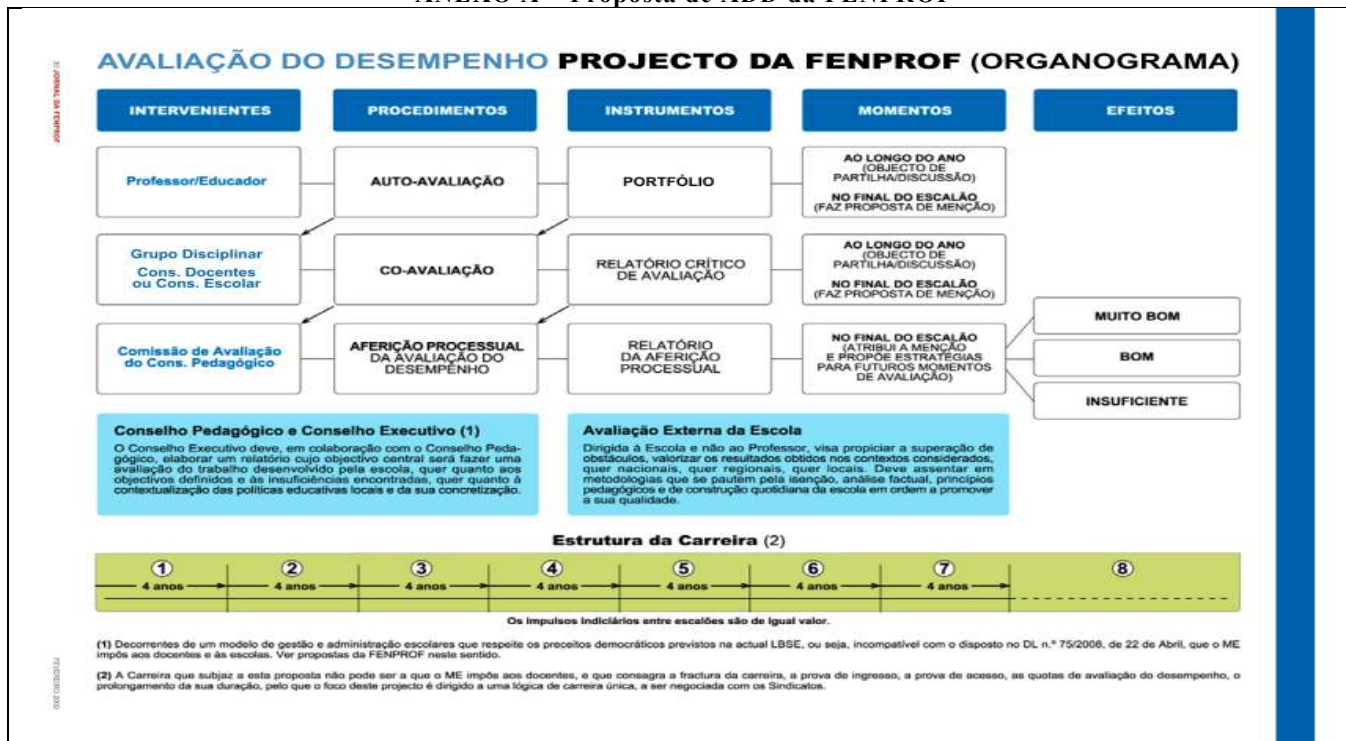 ANEXO A – Proposta de ADD da FENPROF
AVALIAÇÃO DO DESEMPENHO PROJECTO DA FENPROF (ORGANOGRAMA)
30 JORNAL DA FENPROF
INTERVENIENTES
PROCEDIMENTOS
INSTRUMENTOS
MOMENTOS
EFEITOS
Professor/Educador
AUTO-AVALIAÇÃO
PORTFÓLIO
AO LONGO DO ANO
(OBJECTO DE
PARTILHA/DISCUSSÃO)
NO FINAL DO ESCALÃO
(FAZ PROPOSTA DE MENÇÃO)
Grupo Disciplinar
Cons. Docentes
ou Cons. Escolar
CO-AVALIAÇÃO
RELATÓRIO CRÍTICO
DE AVALIAÇÃO
AO LONGO DO ANO
(OBJECTO DE
PARTILHA/DISCUSSÃO)
NO FINAL DO ESCALÃO
(FAZ PROPOSTA DE MENÇÃO)
Comissão de Avaliação
do Cons. Pedagógico
AFERIÇÃO PROCESSUAL
DA AVALIAÇÃO DO
DESEMPENHO
RELATÓRIO
DA AFERIÇÃO
PROCESSUAL
NO FINAL DO ESCALÃO
(ATRIBUI A MENÇÃO
E PROPÕE ESTRATÉGIAS
PARA FUTUROS MOMENTOS
DE AVALIAÇÃO)
MUITO BOM
BOM
INSUFICIENTE
Conselho Pedagógico e Conselho Executivo (1)
O Conselho Executivo deve, em colaboração com o Conselho Peda-
gógico, elaborar um relatório cujo objectivo central será fazer uma
avaliação do trabalho desenvolvido pela escola, quer quanto aos
objectivos definidos e às insuficiências encontradas, quer quanto à
contextualização das políticas educativas locais e da sua concretização.
Avaliação Externa da Escola
Dirigida à Escola e não ao Professor, visa propiciar a superação de
obstáculos, valorizar os resultados obtidos nos contextos considerados,
quer nacionais, quer regionais, quer locais. Deve assentar em
metodologias que se pautem pela isenção, análise factual, princípios
pedagógicos e de construção quotidiana da escola em ordem a promover
a sua qualidade.
Estrutura da Carreira (2)
1 2 3 4 5 6 7 8
4 anos 4 anos 4 anos 4 anos 4 anos 4 anos 4 anos
Os impulsos indiciários entre escalões são de igual valor.
(1) Decorrentes de um modelo de gestão e administração escolares que respeite os preceitos democráticos previstos na actual LBSE, ou seja, incompatível com o disposto no DL n.º 75/2008, de 22 de Abril, que o ME
impôs aos docentes e às escolas. Ver propostas da FENPROF neste sentido.
(2) A Carreira que subjaz a esta proposta não pode ser a que o ME impôs aos docentes, e que consagra a fractura da carreira, a prova de ingresso, a prova de acesso, as quotas de avaliação do desempenho, o
prolongamento da sua duração, pelo que o foco deste projecto é dirigido a uma lógica de carreira única, a ser negociada com os Sindicatos.
FEVEREIRO